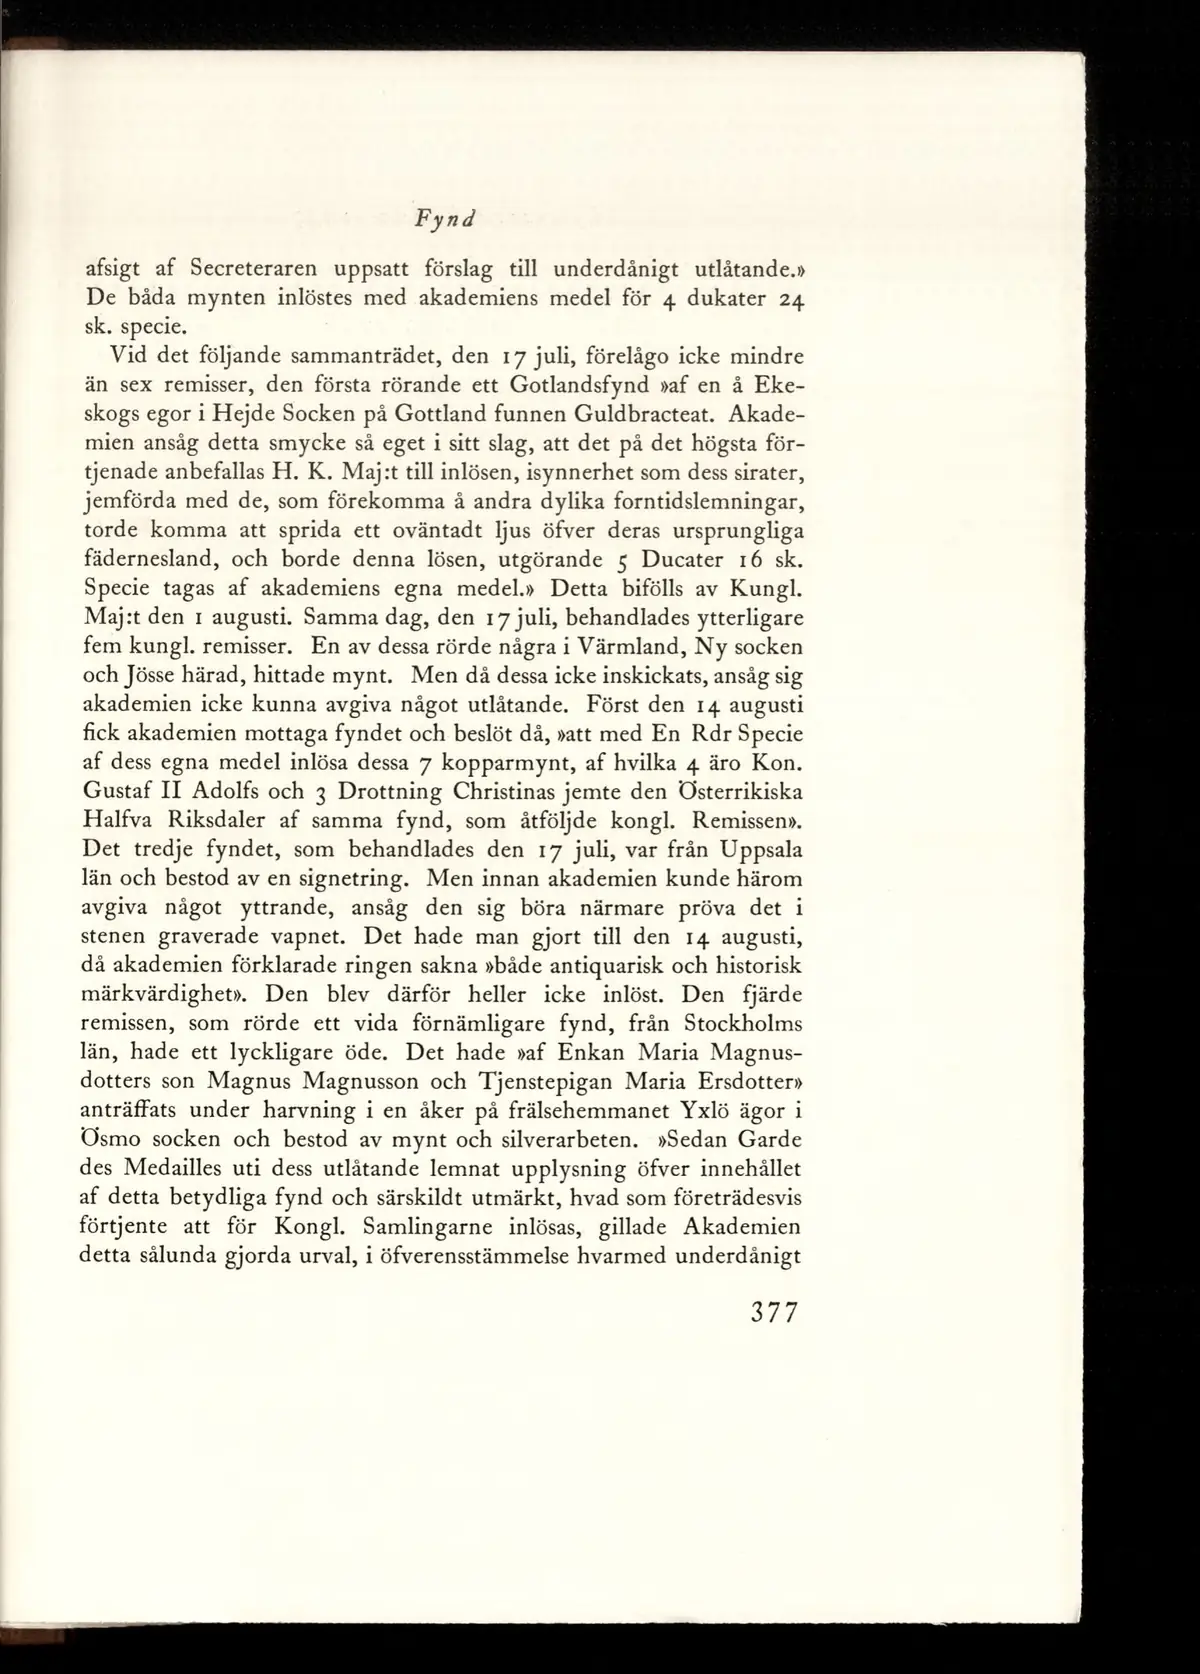 Fynd
afsigt af Secreteraren uppsatt förslag till underdånigt utlåtande.»
De båda mynten inlöstes med akademiens medel för 4 dukater 24
sk. specie.
Vid det följande sammanträdet, den 17 juli, förelågo icke mindre
än sex remisser, den första rörande ett Gotlandsfynd »af en å Eke-
skogs egor i Hejde Socken på Gottland funnen Guldbracteat. Akade-
mien ansåg detta smycke så eget i sitt slag, att det på det högsta för-
tjenade anbefallas H. K. Maj:t till inlösen, isynnerhet som dess sirater,
jemförda med de, som förekomma å andra dylika forntidslemningar,
torde komma att sprida ett oväntadt ljus öfver deras ursprungliga
fädernesland, och borde denna lösen, utgörande 5 Ducater 16 sk.
Specie tagas af akademiens egna medel.» Detta bifölls av Kungl.
Maj:t den 1 augusti. Samma dag, den 17 juli, behandlades ytterligare
fem kungl. remisser. En av dessa rörde några i Värmland, Ny socken
och Jösse härad, hittade mynt. Men då dessa icke inskickats, ansåg sig
akademien icke kunna avgiva något utlåtande. Först den 14 augusti
fick akademien mottaga fyndet och beslöt då, »att med En Rdr Specie
af dess egna medel inlösa dessa 7 kopparmynt, af hvilka 4 äro Kon.
Gustaf II Adolfs och 3 Drottning Christinas jemte den Österrikiska
Halfva Riksdaler af samma fynd, som åtföljde kongl. Remissen».
Det tredje fyndet, som behandlades den 17 juli, var från Uppsala
län och bestod av en signetring. Men innan akademien kunde härom
avgiva något yttrande, ansåg den sig böra närmare pröva det i
stenen graverade vapnet. Det hade man gjort till den 14 augusti,
då akademien förklarade ringen sakna »både antiquarisk och historisk
märkvärdighet». Den blev därför heller icke inlöst. Den fjärde
remissen, som rörde ett vida förnämligare fynd, från Stockholms
län, hade ett lyckligare öde. Det hade »af Enkan Maria Magnus-
dotters son Magnus Magnusson och Tjenstepigan Maria Ersdotter»
anträffats under harvning i en åker på frälsehemmanet Yxlö ägor i
Ösmo socken och bestod av mynt och silverarbeten. »Sedan Garde
des Medailles uti dess utlåtande lemnat upplysning öfver innehållet
af detta betydliga fynd och särskildt utmärkt, hvad som företrädesvis
förtjente att för Kongl. Samlingarne inlösas, gillade Akademien
detta sålunda gjorda urval, i öfverensstämmelse hvarmed underdånigt
377